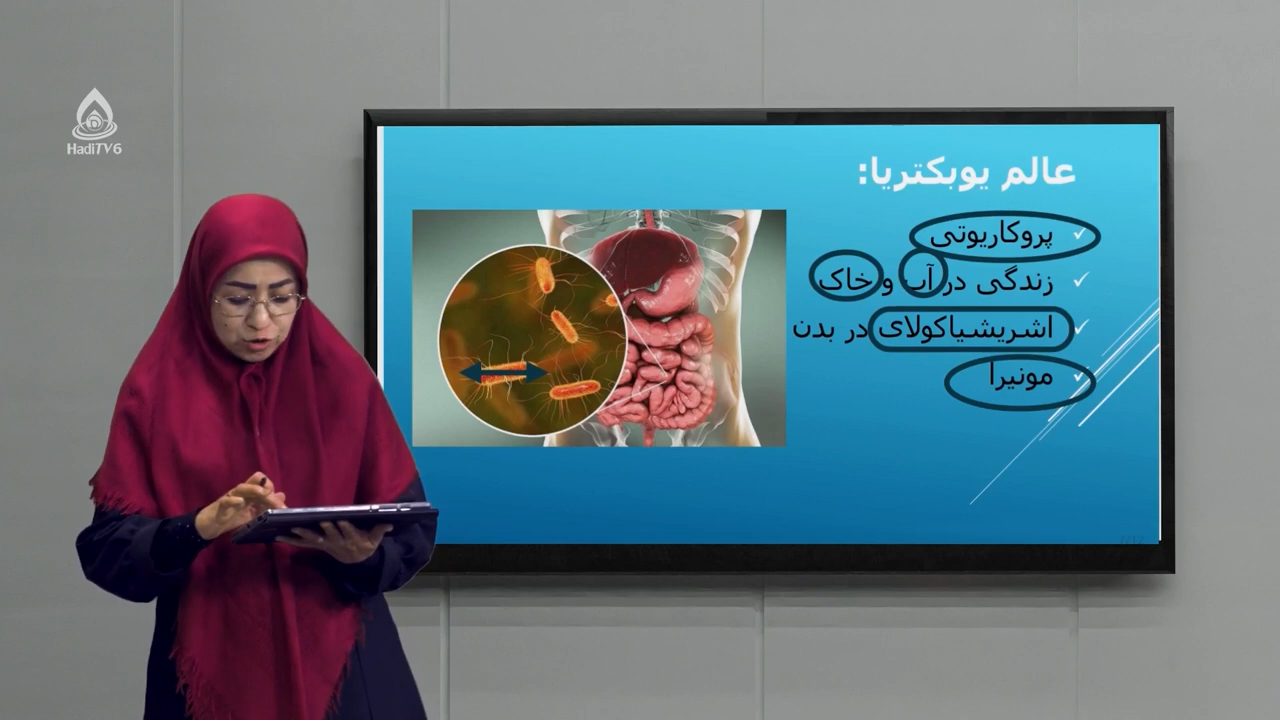 HadiTV6
عالم یوبکتریا:
پروکاریوتی
زندگی در آب و خاک
اشریشیاکولای در بدن
مونیرا